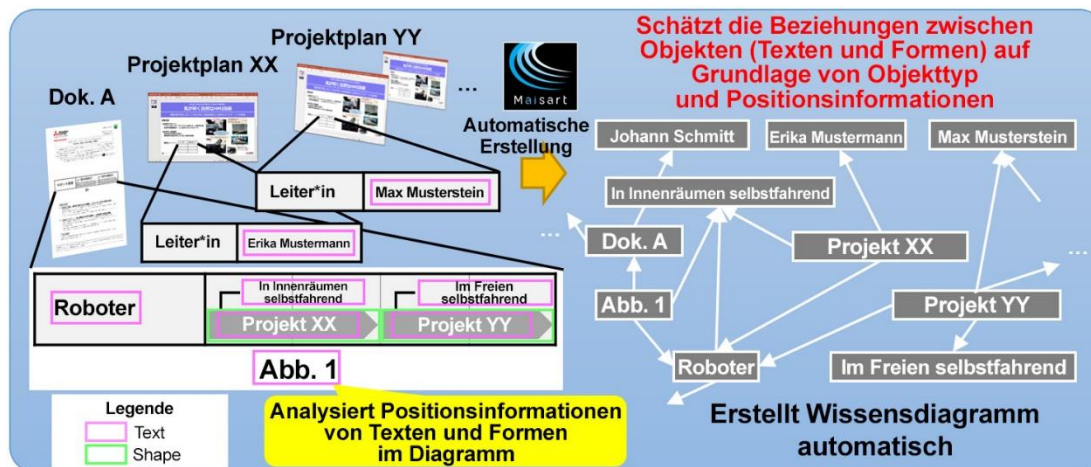 Projektplan YY
Projektplan XX
Dok. A
...
Maisart
Automatische
Erstellung
Leiter*in
Max Musterstein
Leiter*in
Erika Mustermann
Roboter
In Innenräumen
selbstfahrend
Im Freien
selbstfahrend
Projekt XX
Projekt YY
Abb. 1
Legende
Text
Shape
Analysiert Positionsinformationen
von Texten und Formen
im Diagramm
Schätzt die Beziehungen zwischen
Objekten (Texten und Formen) auf
Grundlage von Objekttyp
und Positionsinformationen
Johann Schmitt
Erika Mustermann
Max Musterstein
In Innenräumen selbstfahrend
...
Dok. A
Projekt XX
...
Abb. 1
Projekt YY
Roboter
Im Freien selbstfahrend
Erstellt Wissensdiagramm
automatisch